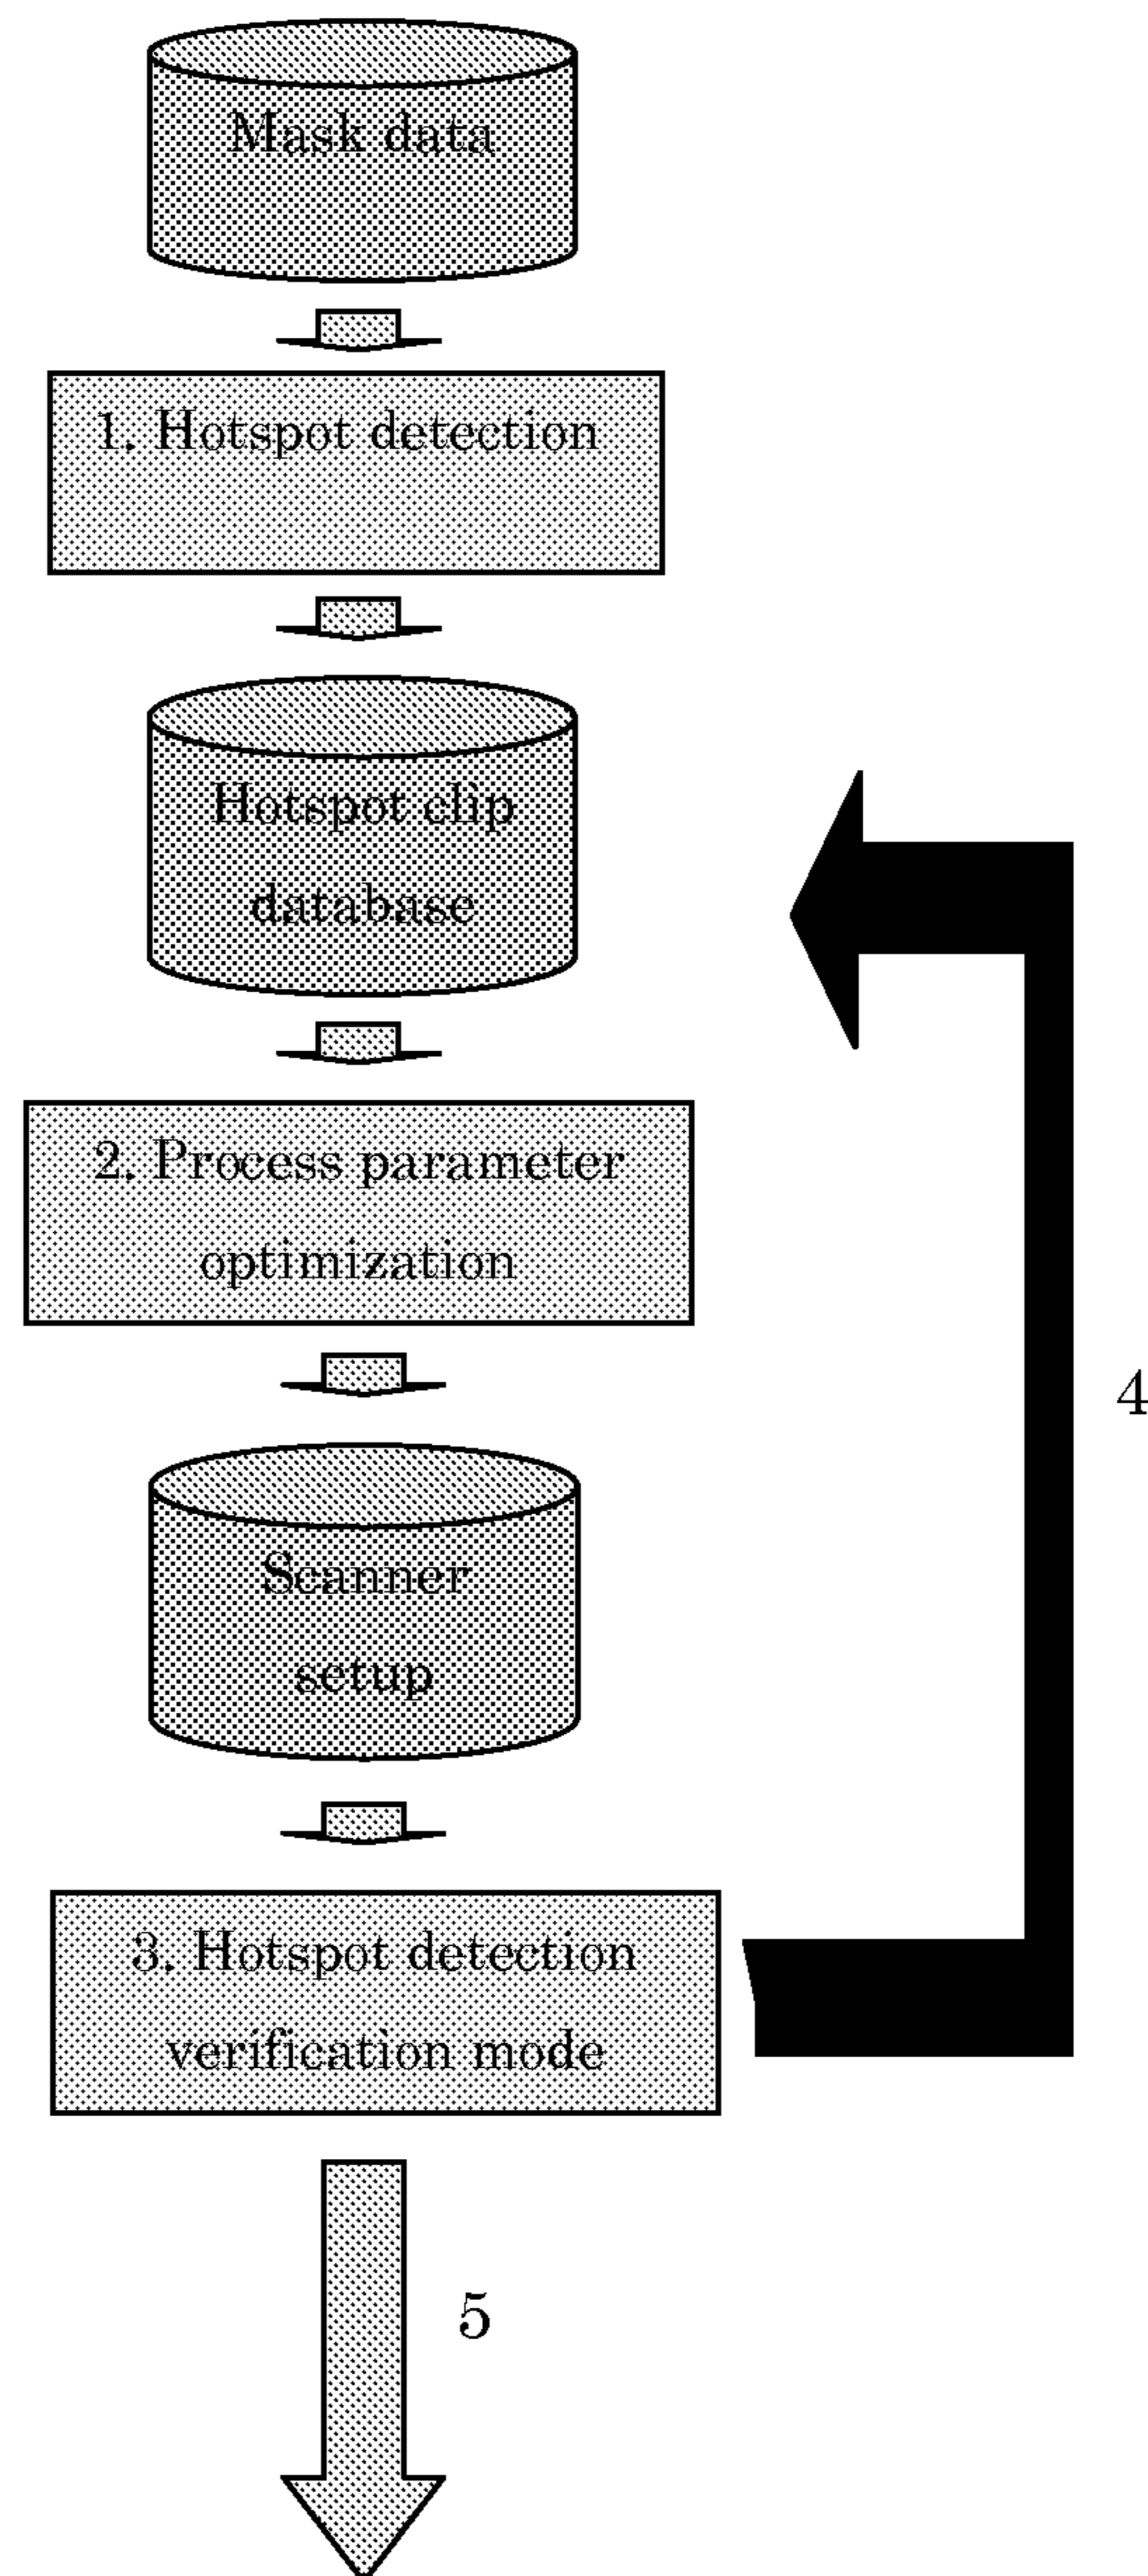 Mask data
1. Hotspot detection
Hotspot clip
database
2. Process parameter
optimization
4
Scanner
setup
3. Hotspot detection
verification mode
5